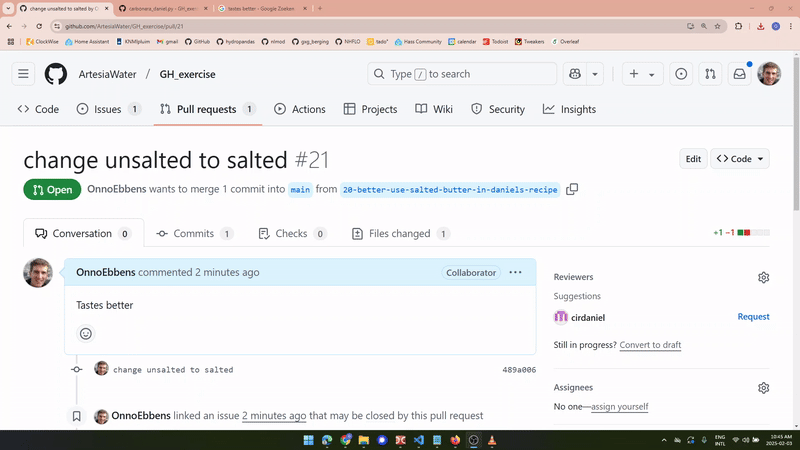 change unsalted to salted by O
carbonara_daniel.py - GH_exer
tastes better - Google Zoeken
github.com/ArtesiaWater/GH_exercise/pull/21
ClockWise
Home Assistant
KNMIpluim
gmail
GitHub
hydropandas
nlmod
gxg_berging
NHFLO
tado°
Hass Community
calendar
Todoist
Tweakers
Overleaf
ArtesiaWater / GH_exercise
Type / to search
Code
Issues 1
Pull requests 1
Actions
Projects
Wiki
Security
Insights
change unsalted to salted #21
Edit
Code
Open
OnnoEbbens wants to merge 1 commit into main from 20-better-use-salted-butter-in-daniels-recipe
Conversation 0
Commits 1
Checks 0
Files changed 1
+1 −1
OnnoEbbens commented 2 minutes ago
Collaborator
Tastes better
change unsalted to salted
489a006
OnnoEbbens linked an issue 2 minutes ago that may be closed by this pull request
Reviewers
Suggestions
cirdaniel
Request
Still in progress? Convert to draft
Assignees
No one—assign yourself
ENG
INTL
10:45 AM
2025-02-03